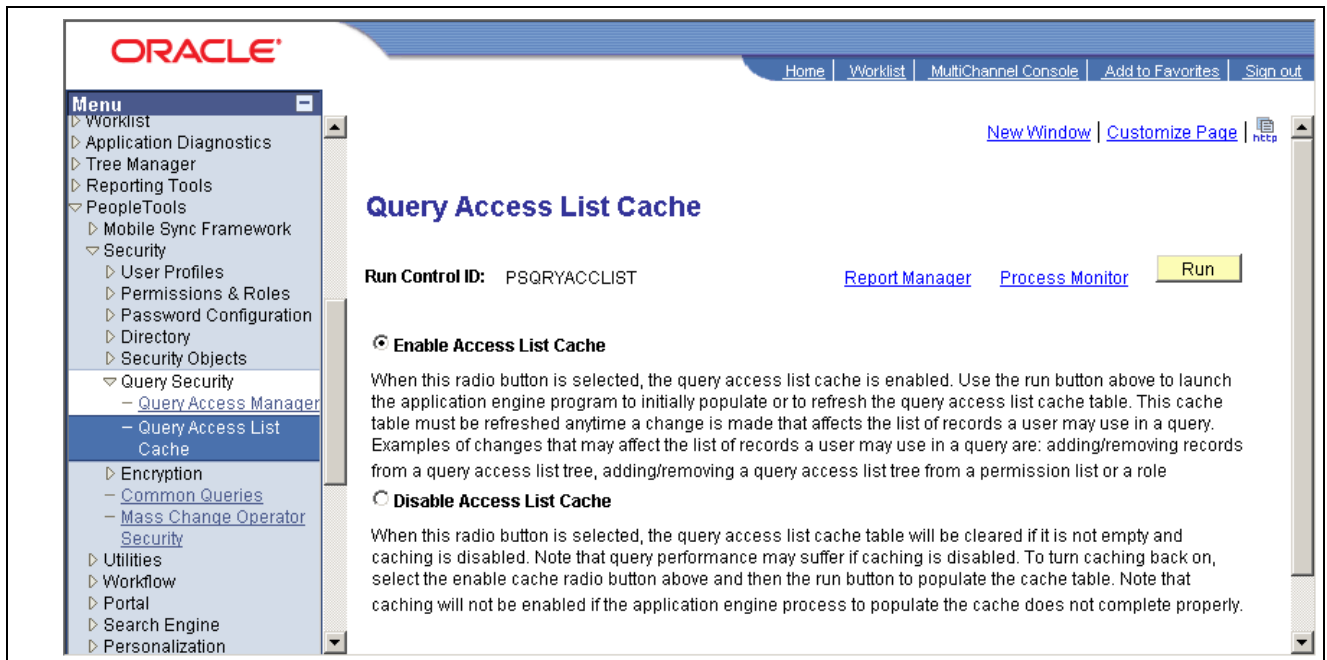 ORACLE
Home | Worklist | MultiChannel Console | Add to Favorites | Sign out
Menu
Worklist
Application Diagnostics
Tree Manager
Reporting Tools
PeopleTools
Mobile Sync Framework
Security
User Profiles
Permissions & Roles
Password Configuration
Directory
Security Objects
Query Security
– Query Access Manager
– Query Access List
Cache
Encryption
– Common Queries
– Mass Change Operator
Security
Utilities
Workflow
Portal
Search Engine
Personalization
New Window | Customize Page | http
Query Access List Cache
Run Control ID: PSQRYACCLIST Report Manager Process Monitor Run
Enable Access List Cache
When this radio button is selected, the query access list cache is enabled. Use the run button above to launch
the application engine program to initially populate or to refresh the query access list cache table. This cache
table must be refreshed anytime a change is made that affects the list of records a user may use in a query.
Examples of changes that may affect the list of records a user may use in a query are: adding/removing records
from a query access list tree, adding/removing a query access list tree from a permission list or a role
Disable Access List Cache
When this radio button is selected, the query access list cache table will be cleared if it is not empty and
caching is disabled. Note that query performance may suffer if caching is disabled. To turn caching back on,
select the enable cache radio button above and then the run button to populate the cache table. Note that
caching will not be enabled if the application engine process to populate the cache does not complete properly.